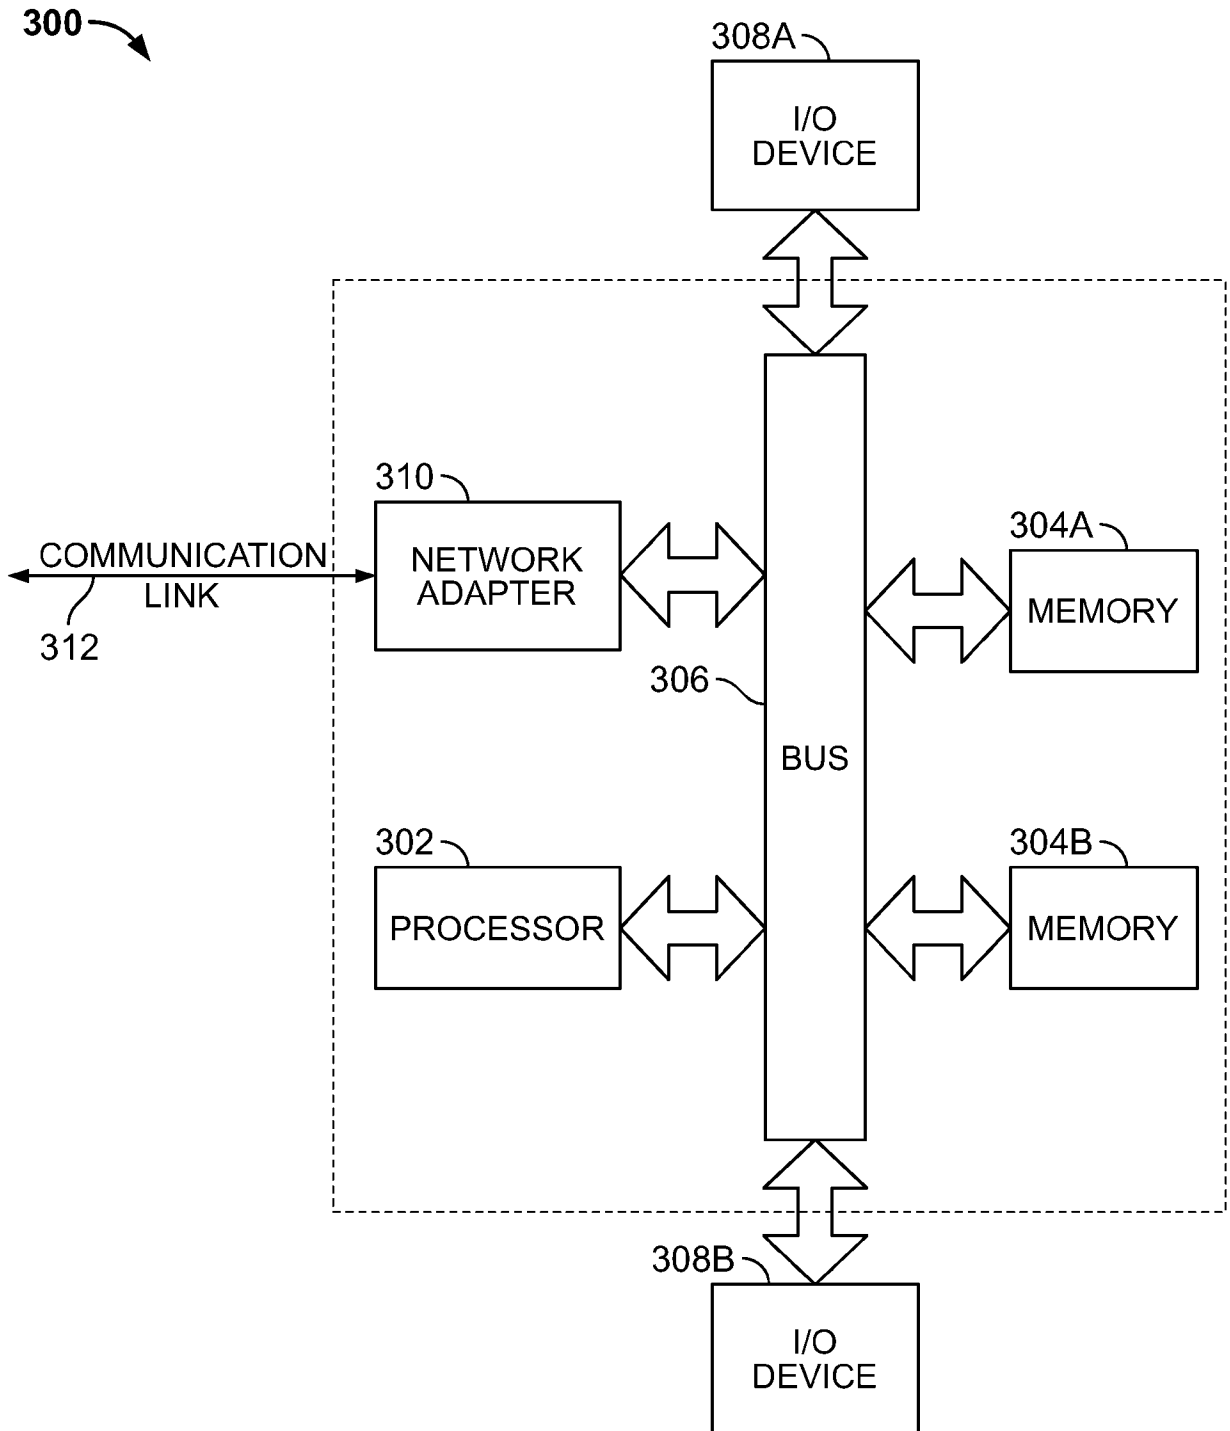 300
308A
I/O
DEVICE
310
NETWORK
ADAPTER
COMMUNICATION
LINK
312
304A
MEMORY
306
BUS
302
PROCESSOR
304B
MEMORY
308B
I/O
DEVICE